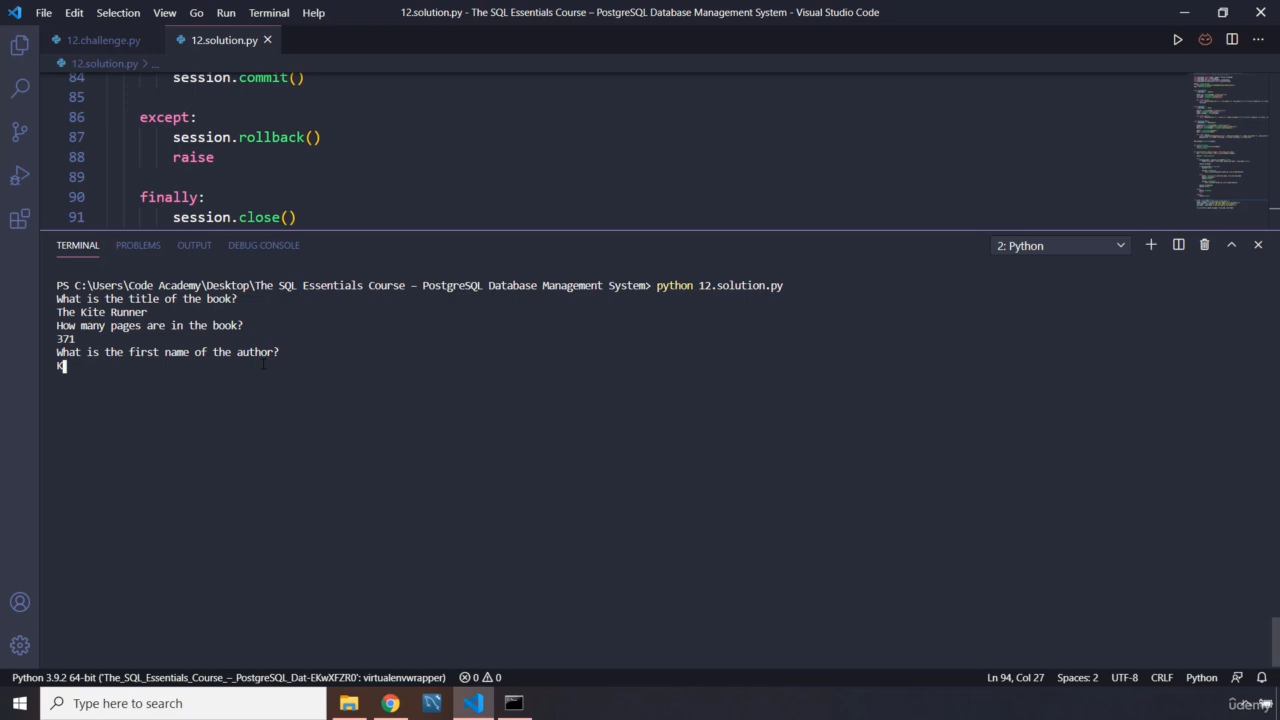 File Edit Selection View Go Run Terminal Help
12.solution.py - The SQL Essentials Course – PostgreSQL Database Management System - Visual Studio Code
12.challenge.py
12.solution.py
12.solution.py > ...
84 session.commit()
85
86 except:
87 session.rollback()
88 raise
89
90 finally:
91 session.close()
TERMINAL PROBLEMS OUTPUT DEBUG CONSOLE
2: Python
PS C:\Users\Code Academy\Desktop\The SQL Essentials Course – PostgreSQL Database Management System> python 12.solution.py
What is the title of the book?
The Kite Runner
How many pages are in the book?
371
What is the first name of the author?
K
Python 3.9.2 64-bit ('The_SQL_Essentials_Course_–_PostgreSQL_Dat-EKwXFZR0': virtualenvwrapper)
0 0
Ln 94, Col 27 Spaces: 2 UTF-8 CRLF Python
Type here to search
udemy